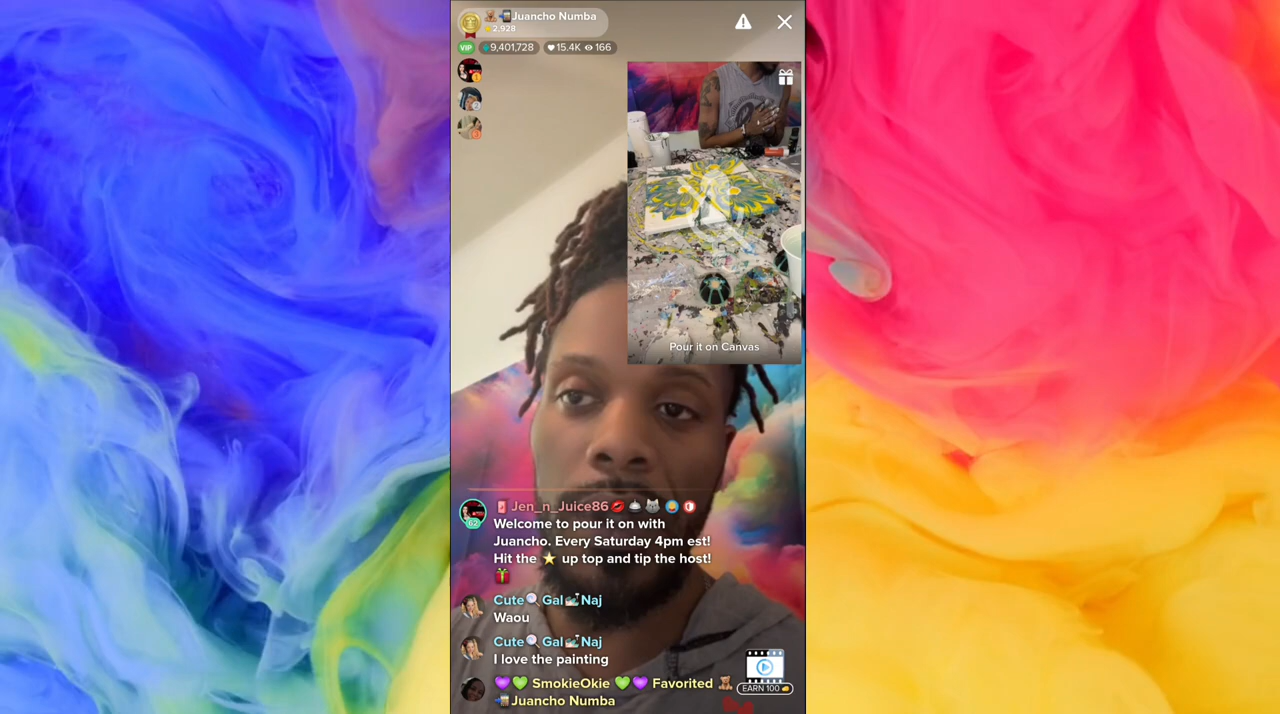 🧸📲Juancho Numba
⭐2,928
VIP
9,401,728
15.4K
166
Pour it on Canvas
Jen_n_Juice86💋🛎️
62
Welcome to pour it on with
Juancho. Every Saturday 4pm est!
Hit the ⭐ up top and tip the host!
🎁
Cute🔍Gal Naj
Waou
Cute🔍Gal Naj
I love the painting
💜💚 SmokieOkie 💚💜 Favorited 🧸
📲Juancho Numba
EARN 100